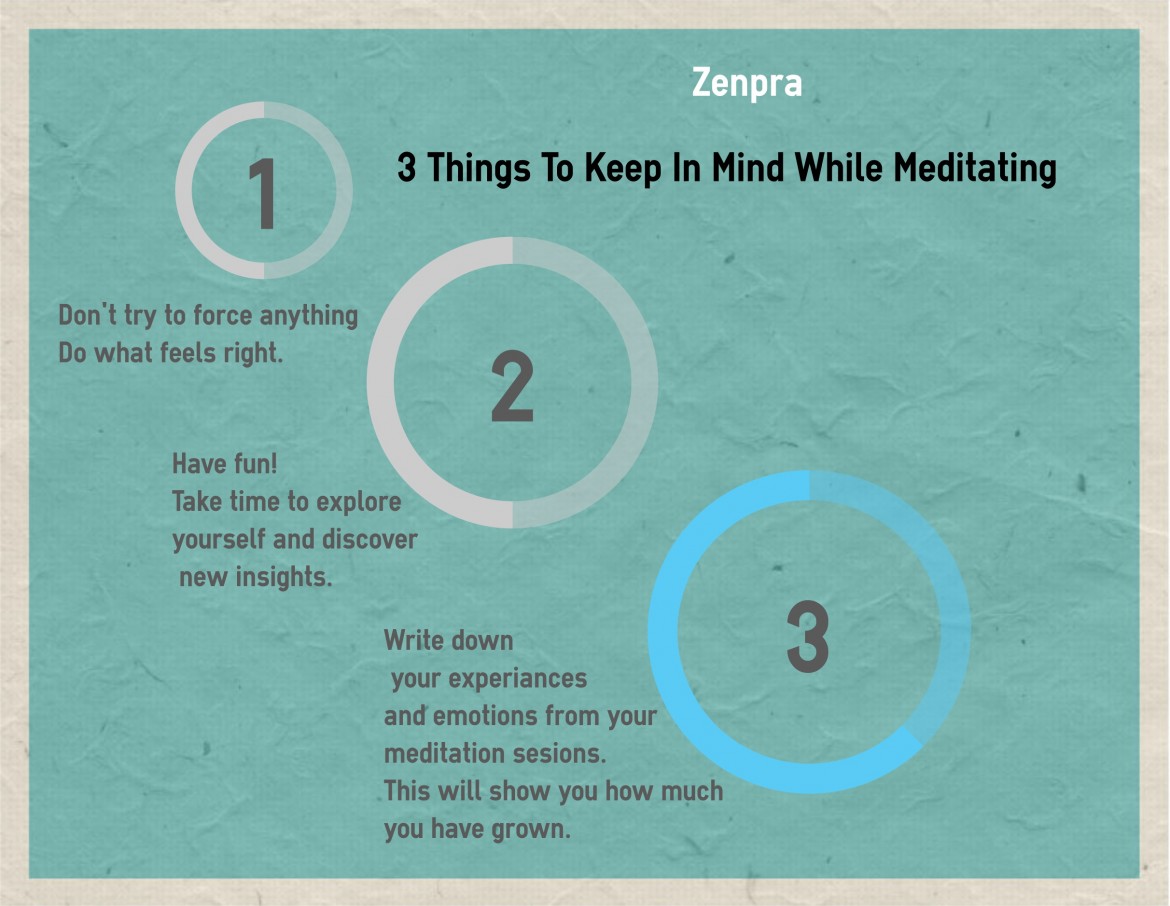 Zenpra
3 Things To Keep In Mind While Meditating
1
Don't try to force anything
Do what feels right.
2
Have fun!
Take time to explore
yourself and discover
new insights.
3
Write down
your experiances
and emotions from your
meditation sesions.
This will show you how much
you have grown.